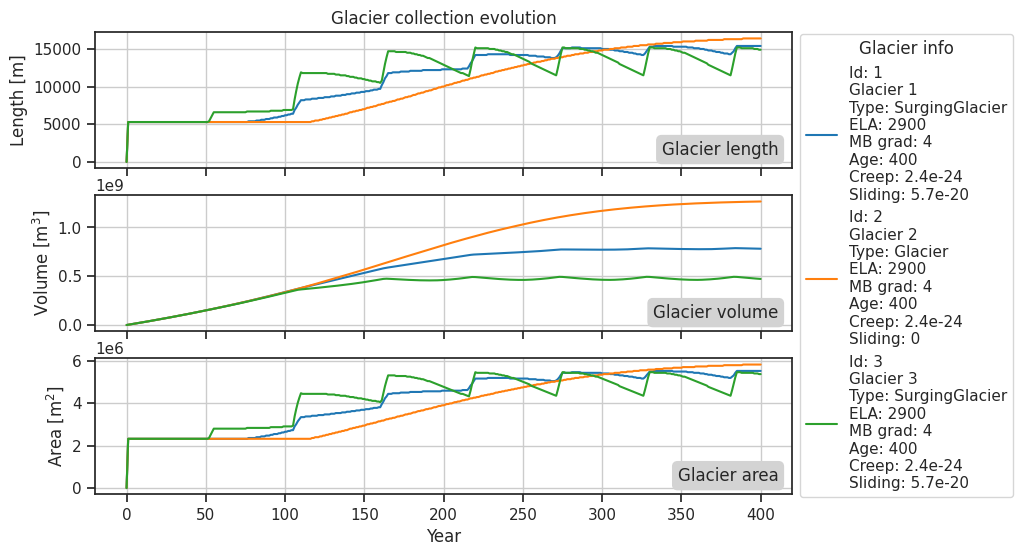 Glacier collection evolution
Length [m]
15000
10000
5000
0
Glacier length
1e9
Volume [m³]
1.0
0.5
0.0
Glacier volume
1e6
Area [m²]
6
4
2
0
Glacier area
0 50 100 150 200 250 300 350 400
Year
Glacier info
Id: 1
Glacier 1
Type: SurgingGlacier
ELA: 2900
MB grad: 4
Age: 400
Creep: 2.4e-24
Sliding: 5.7e-20
Id: 2
Glacier 2
Type: Glacier
ELA: 2900
MB grad: 4
Age: 400
Creep: 2.4e-24
Sliding: 0
Id: 3
Glacier 3
Type: SurgingGlacier
ELA: 2900
MB grad: 4
Age: 400
Creep: 2.4e-24
Sliding: 5.7e-20